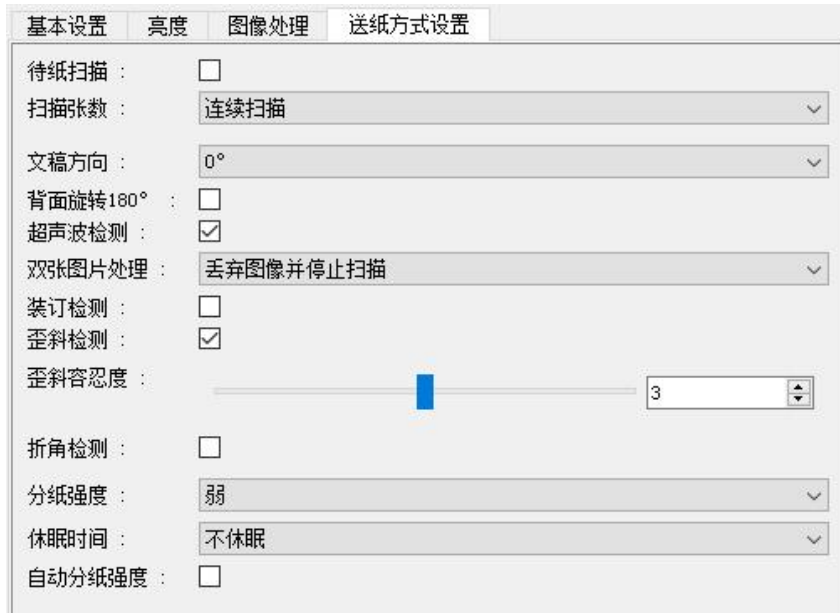 基本设置 亮度 图像处理 送纸方式设置
待纸扫描 :
扫描张数 : 连续扫描
文稿方向 : 0°
背面旋转180° :
超声波检测 :
双张图片处理 : 丢弃图像并停止扫描
装订检测 :
歪斜检测 :
歪斜容忍度 : 3
折角检测 :
分纸强度 : 弱
休眠时间 : 不休眠
自动分纸强度 :